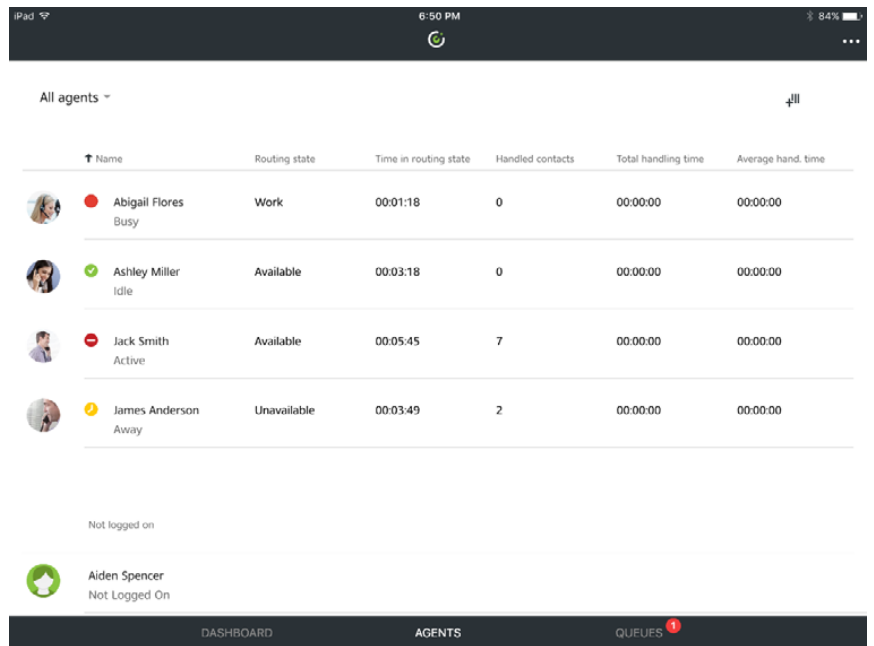 iPad 6:50 PM 84%
All agents
Name Routing state Time in routing state Handled contacts Total handling time Average hand. time
Abigail Flores Work 00:01:18 0 00:00:00 00:00:00
Busy
Ashley Miller Available 00:03:18 0 00:00:00 00:00:00
Idle
Jack Smith Available 00:05:45 7 00:00:00 00:00:00
Active
James Anderson Unavailable 00:03:49 2 00:00:00 00:00:00
Away
Not logged on
Aiden Spencer
Not Logged On
DASHBOARD AGENTS QUEUES 1